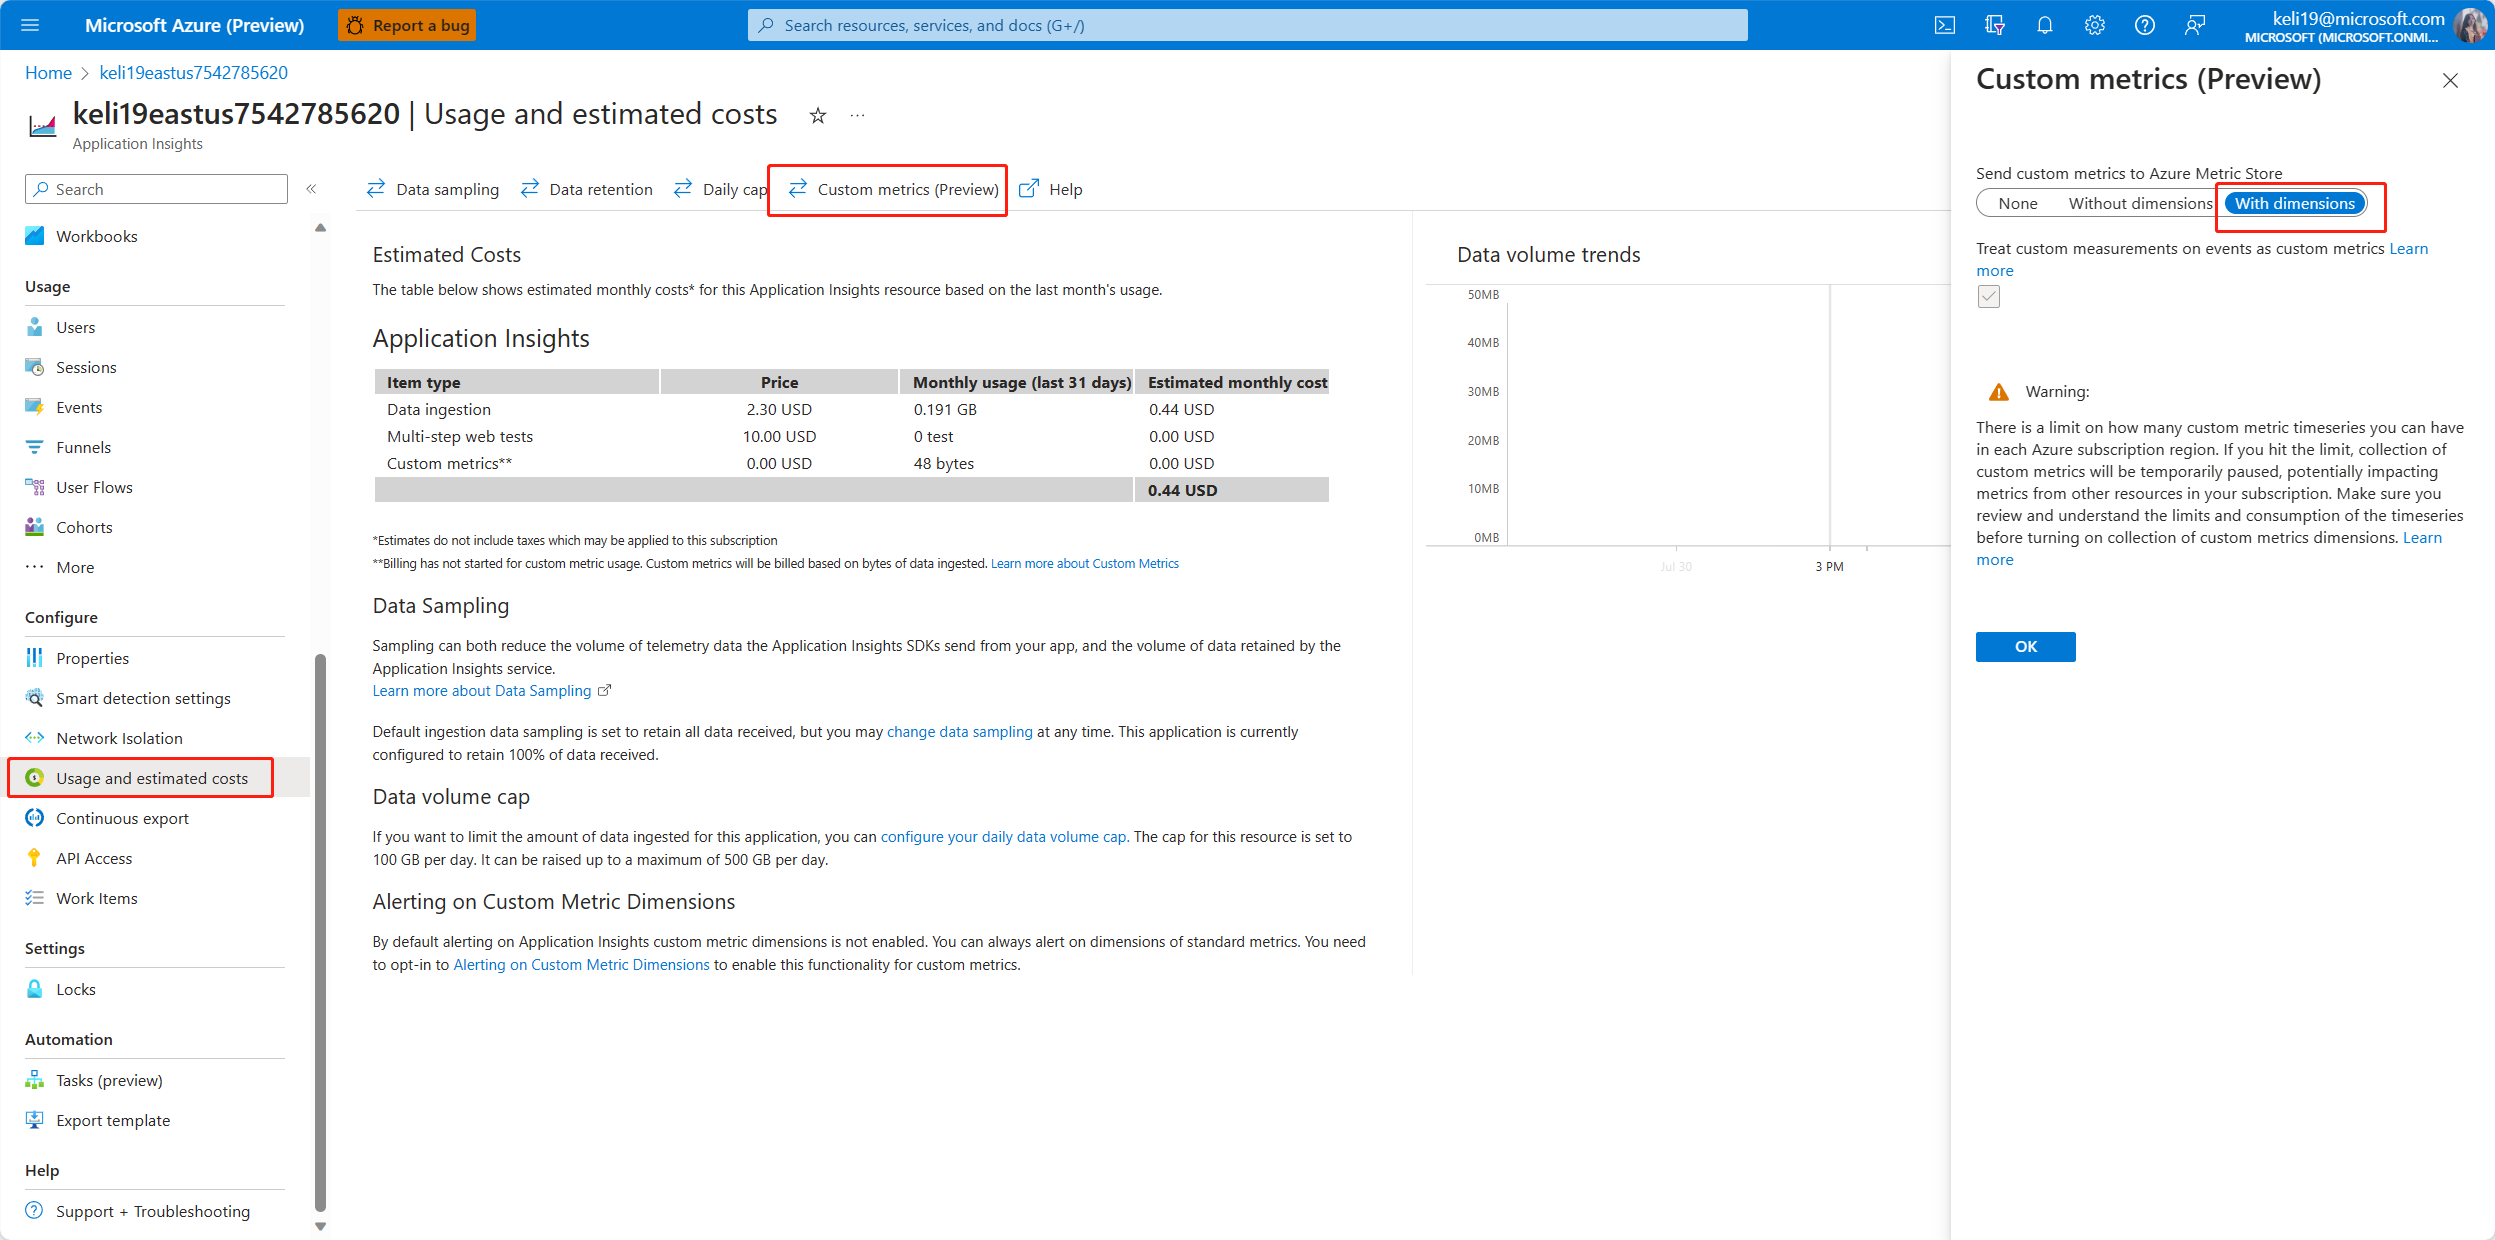 Microsoft Azure (Preview)
Report a bug
Search resources, services, and docs (G+/)
keli19@microsoft.com
MICROSOFT (MICROSOFT.ONMI...
Home > keli19eastus7542785620
keli19eastus7542785620 | Usage and estimated costs
Application Insights
Search
Workbooks
Usage
Users
Sessions
Events
Funnels
User Flows
Cohorts
More
Configure
Properties
Smart detection settings
Network Isolation
Usage and estimated costs
Continuous export
API Access
Work Items
Settings
Locks
Automation
Tasks (preview)
Export template
Help
Support + Troubleshooting
Data sampling
Data retention
Daily cap
Custom metrics (Preview)
Help
Estimated Costs
The table below shows estimated monthly costs* for this Application Insights resource based on the last month's usage.
Application Insights
Item type Price Monthly usage (last 31 days) Estimated monthly cost
Data ingestion 2.30 USD 0.191 GB 0.44 USD
Multi-step web tests 10.00 USD 0 test 0.00 USD
Custom metrics** 0.00 USD 48 bytes 0.00 USD
0.44 USD
*Estimates do not include taxes which may be applied to this subscription
**Billing has not started for custom metric usage. Custom metrics will be billed based on bytes of data ingested. Learn more about Custom Metrics
Data Sampling
Sampling can both reduce the volume of telemetry data the Application Insights SDKs send from your app, and the volume of data retained by the
Application Insights service.
Learn more about Data Sampling
Default ingestion data sampling is set to retain all data received, but you may change data sampling at any time. This application is currently
configured to retain 100% of data received.
Data volume cap
If you want to limit the amount of data ingested for this application, you can configure your daily data volume cap. The cap for this resource is set to
100 GB per day. It can be raised up to a maximum of 500 GB per day.
Alerting on Custom Metric Dimensions
By default alerting on Application Insights custom metric dimensions is not enabled. You can always alert on dimensions of standard metrics. You need
to opt-in to Alerting on Custom Metric Dimensions to enable this functionality for custom metrics.
Data volume trends
50MB
40MB
30MB
20MB
10MB
0MB
Jul 30
3 PM
Custom metrics (Preview)
Send custom metrics to Azure Metric Store
None Without dimensions With dimensions
Treat custom measurements on events as custom metrics Learn
more
Warning:
There is a limit on how many custom metric timeseries you can have
in each Azure subscription region. If you hit the limit, collection of
custom metrics will be temporarily paused, potentially impacting
metrics from other resources in your subscription. Make sure you
review and understand the limits and consumption of the timeseries
before turning on collection of custom metrics dimensions. Learn
more
OK